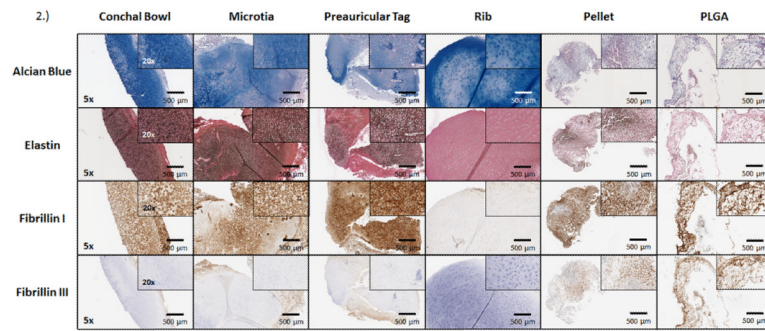 2.)
Conchal Bowl Microtia Preauricular Tag Rib Pellet PLGA
Alcian Blue
20x
5x 500 µm 500 µm 500 µm 500 µm 500 µm 500 µm
Elastin
20x
5x 500 µm 500 µm 500 µm 500 µm 500 µm 500 µm
Fibrillin I
20x
5x 500 µm 500 µm 500 µm 500 µm 500 µm 500 µm
Fibrillin III
20x
5x 500 µm 500 µm 500 µm 500 µm 500 µm 500 µm